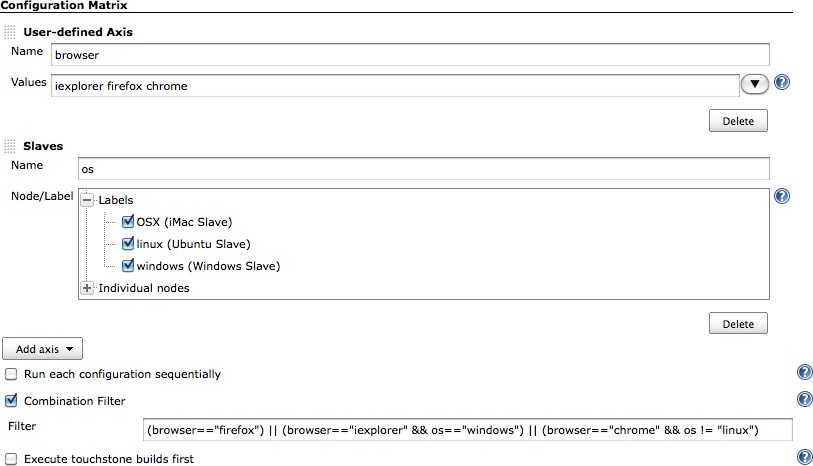 Configuration Matrix
User-defined Axis
Name browser
Values iexplorer firefox chrome
Delete
Slaves
Name os
Node/Label Labels
OSX (iMac Slave)
linux (Ubuntu Slave)
windows (Windows Slave)
Individual nodes
Delete
Add axis
Run each configuration sequentially
Combination Filter
Filter (browser=="firefox") || (browser=="iexplorer" && os=="windows") || (browser=="chrome" && os != "linux")
Execute touchstone builds first